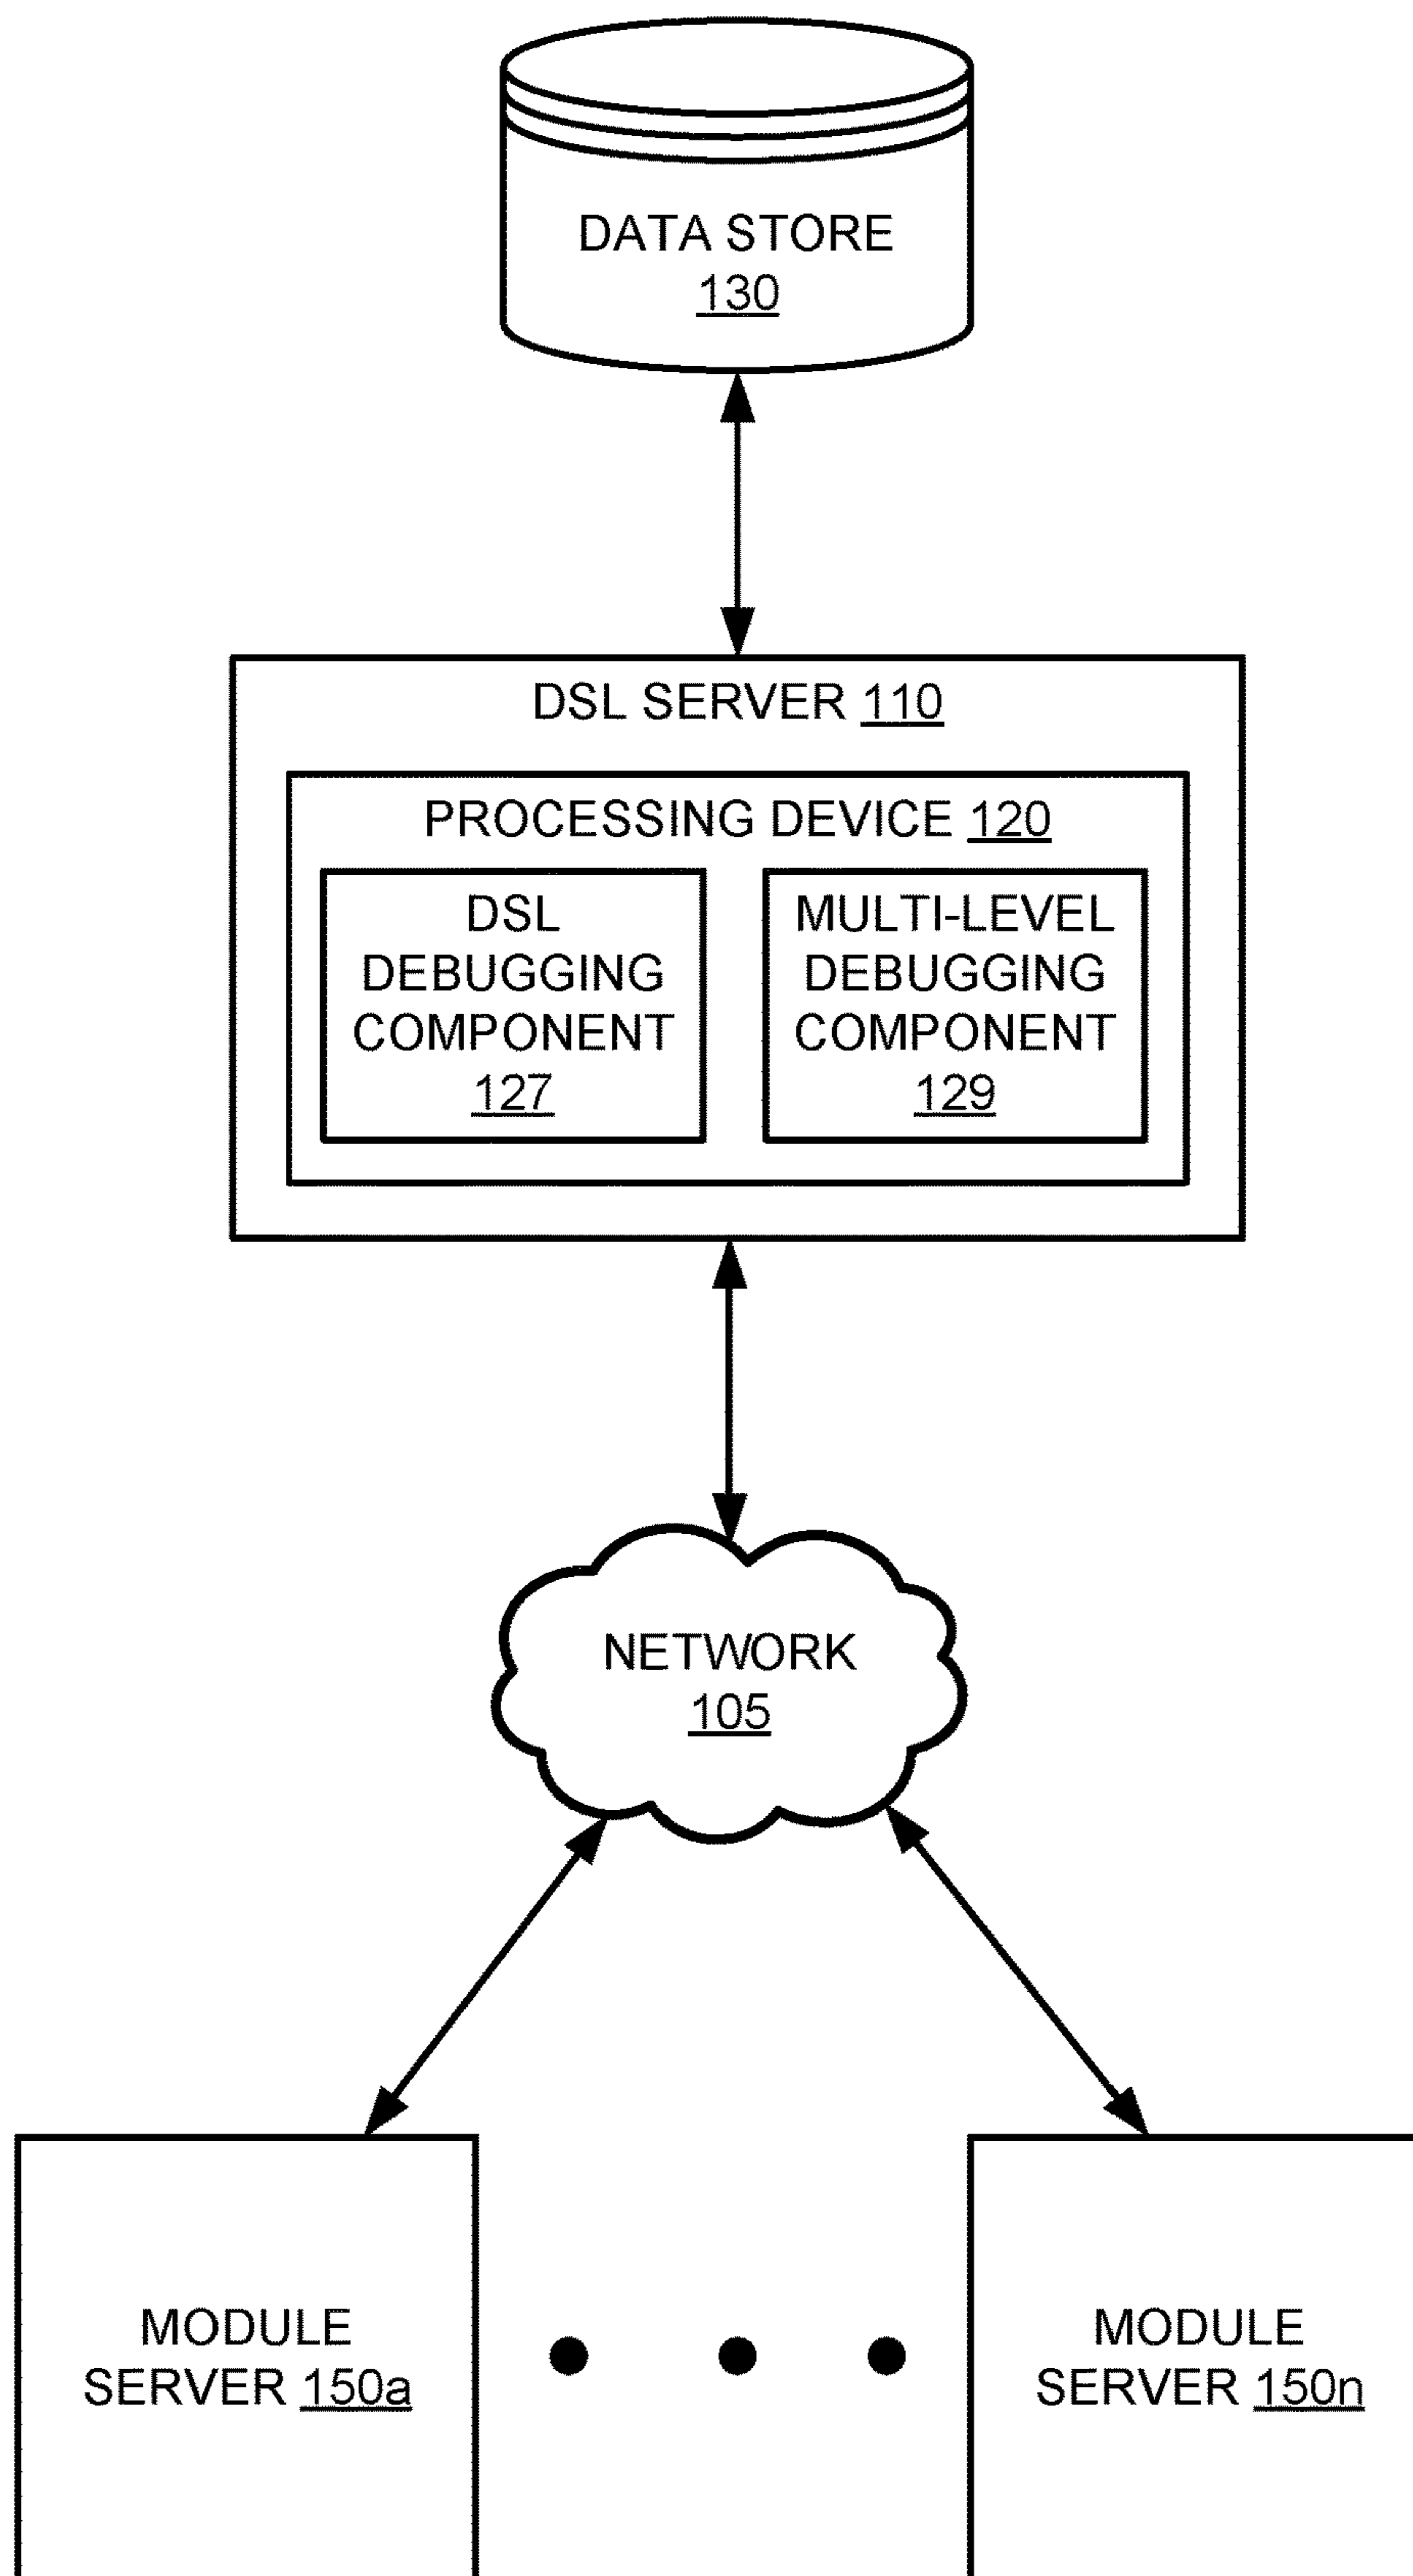 DATA STORE
130
DSL SERVER 110
PROCESSING DEVICE 120
DSL
DEBUGGING
COMPONENT
127
MULTI-LEVEL
DEBUGGING
COMPONENT
129
NETWORK
105
MODULE
SERVER 150a
MODULE
SERVER 150n